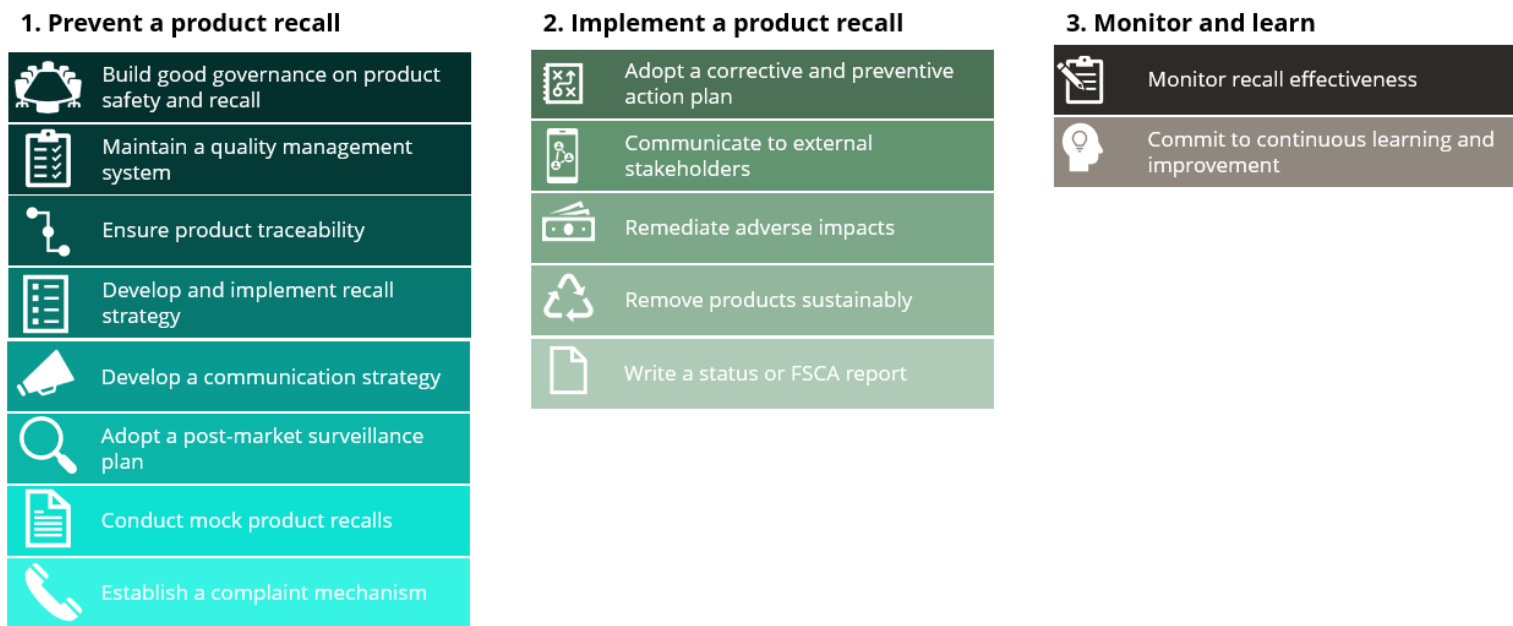 1. Prevent a product recall
Build good governance on product
safety and recall
Maintain a quality management
system
Ensure product traceability
Develop and implement recall
strategy
Develop a communication strategy
Adopt a post-market surveillance
plan
Conduct mock product recalls
Establish a complaint mechanism
2. Implement a product recall
Adopt a corrective and preventive
action plan
Communicate to external
stakeholders
Remediate adverse impacts
Remove products sustainably
Write a status or FSCA report
3. Monitor and learn
Monitor recall effectiveness
Commit to continuous learning and
improvement